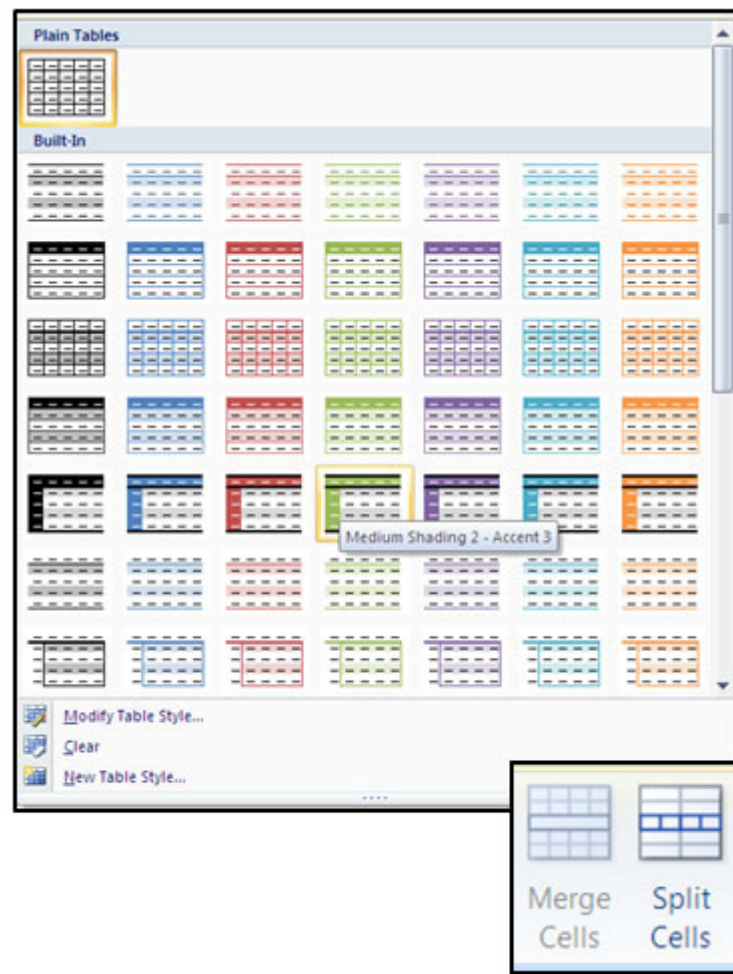 Plain Tables
Built-In
Medium Shading 2 - Accent 3
Modify Table Style...
Clear
New Table Style...
Merge Cells
Split Cells